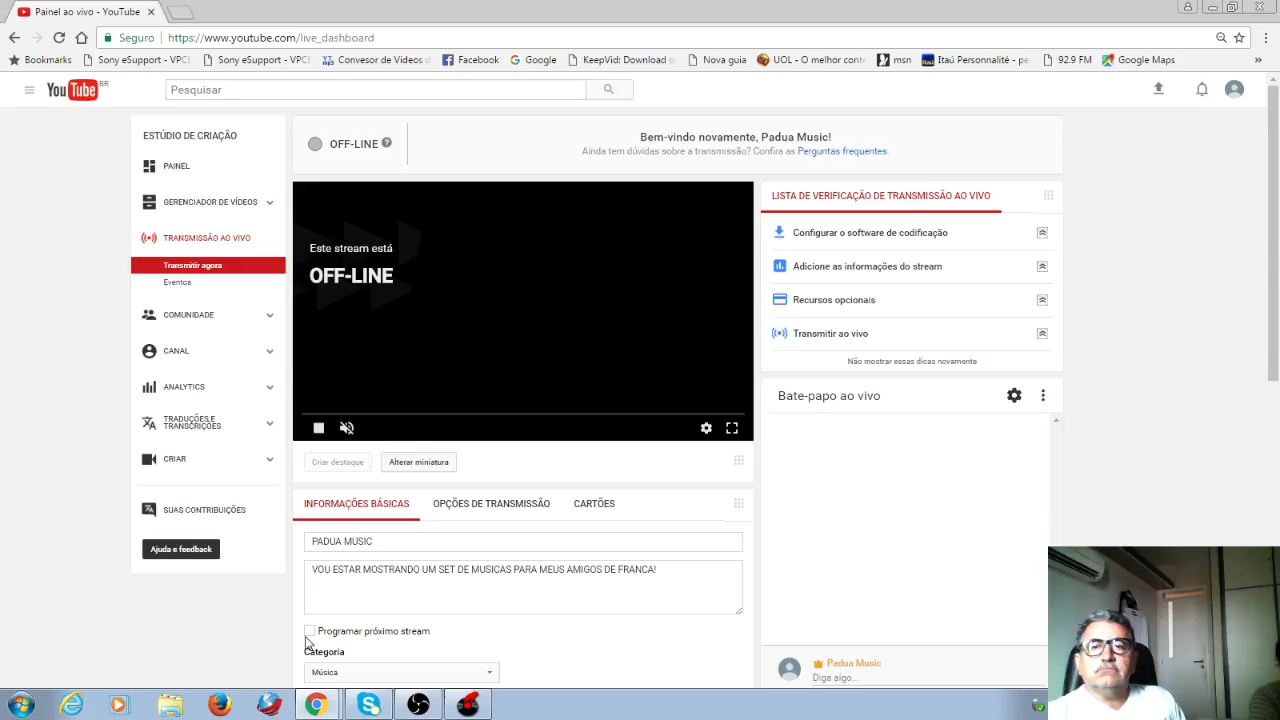 Painel ao vivo - YouTube
Seguro
https://www.youtube.com/live_dashboard
Bookmarks
Sony eSupport - VPCE
Sony eSupport - VPCE
Convesor de Videos o
Facebook
Google
KeepVid: Download o
Nova guia
UOL - O melhor conte
msn
Itaú Personnalité - pe
92.9 FM
Google Maps
YouTube BR
Pesquisar
ESTÚDIO DE CRIAÇÃO
PAINEL
GERENCIADOR DE VÍDEOS
TRANSMISSÃO AO VIVO
Transmitir agora
Eventos
COMUNIDADE
CANAL
ANALYTICS
TRADUÇÕES E
TRANSCRIÇÕES
CRIAR
SUAS CONTRIBUIÇÕES
Ajuda e feedback
OFF-LINE ?
Bem-vindo novamente, Padua Music!
Ainda tem dúvidas sobre a transmissão? Confira as Perguntas frequentes.
Este stream está
OFF-LINE
Criar destaque
Alterar miniatura
INFORMAÇÕES BÁSICAS
OPÇÕES DE TRANSMISSÃO
CARTÕES
PADUA MUSIC
VOU ESTAR MOSTRANDO UM SET DE MUSICAS PARA MEUS AMIGOS DE FRANCA!
Programar próximo stream
Categoria
Música
LISTA DE VERIFICAÇÃO DE TRANSMISSÃO AO VIVO
Configurar o software de codificação
Adicione as informações do stream
Recursos opcionais
Transmitir ao vivo
Não mostrar essas dicas novamente
Bate-papo ao vivo
Padua Music
Diga algo...